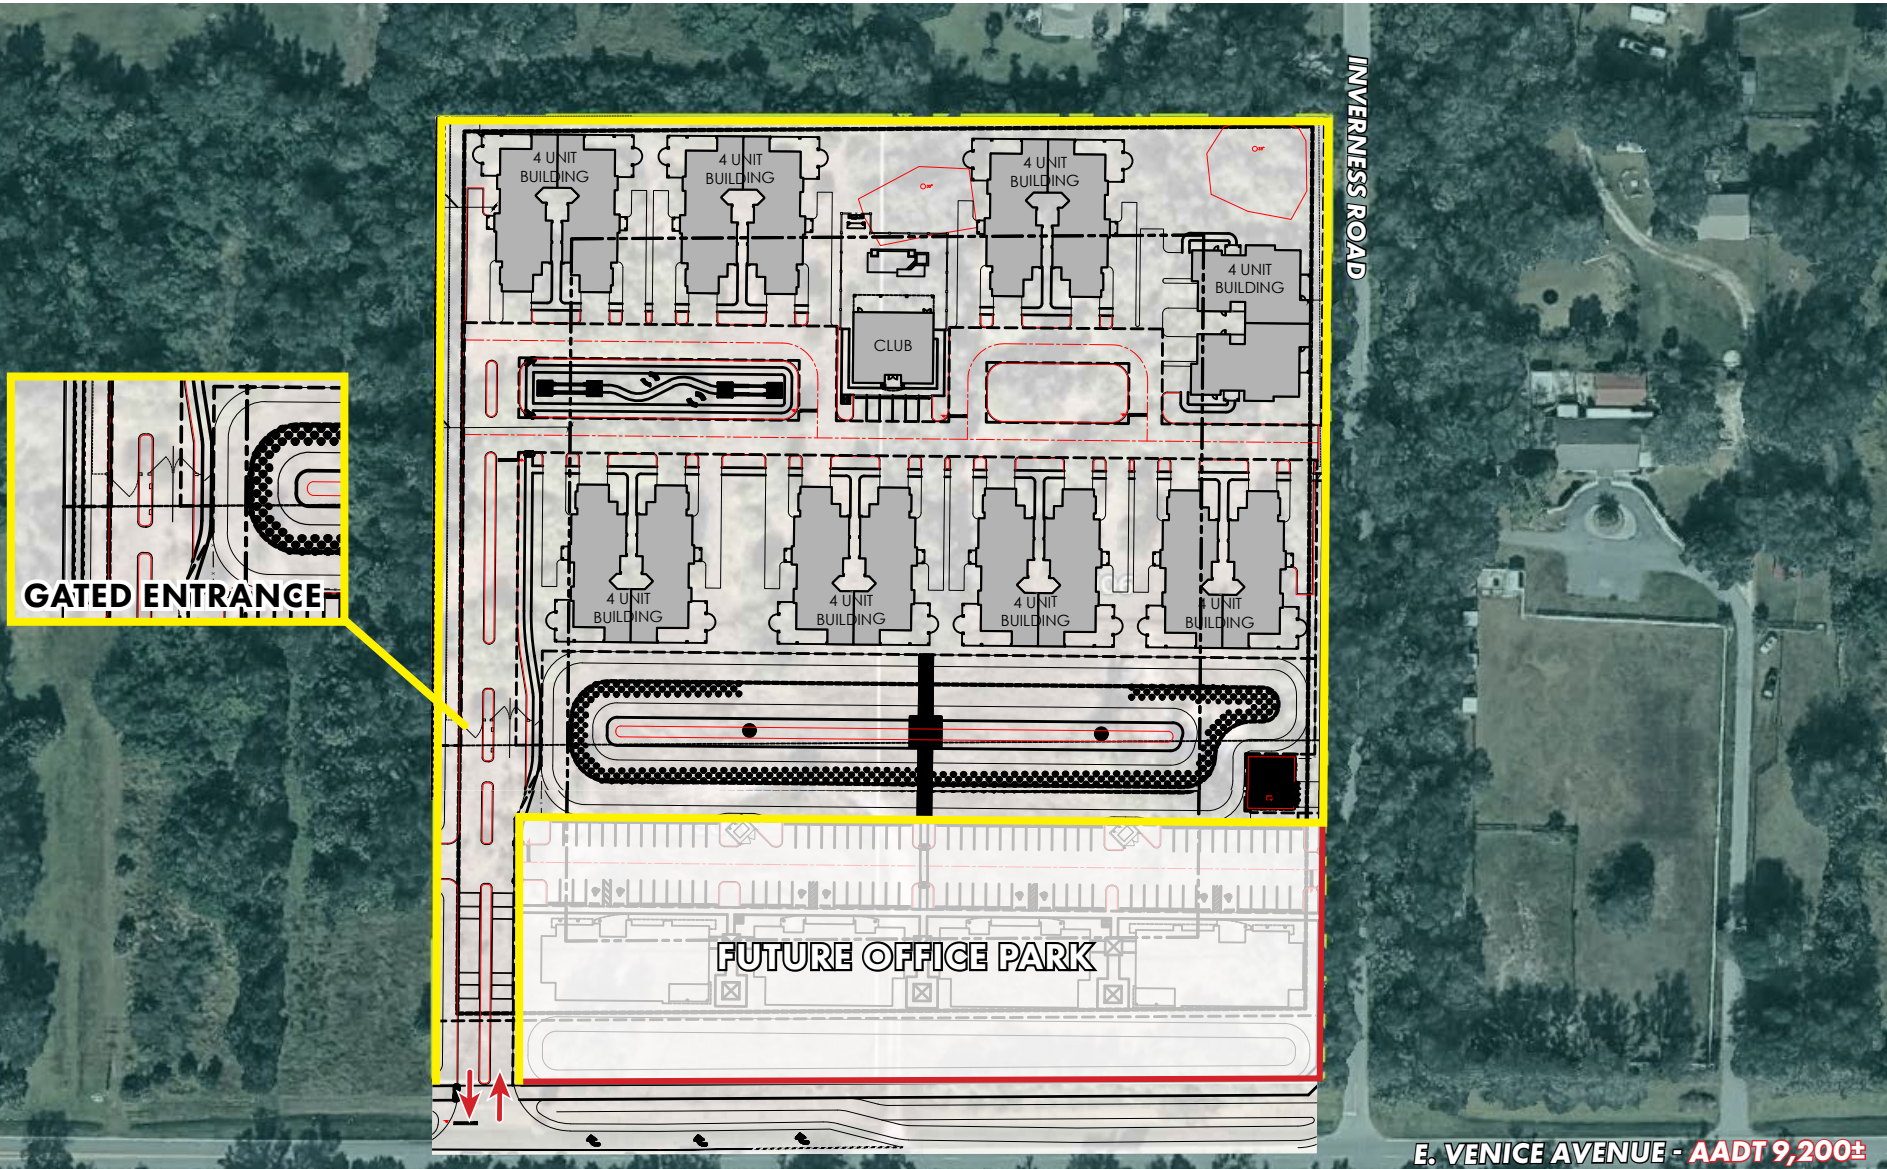 INVERNESS ROAD
4 UNIT
BUILDING
4 UNIT
BUILDING
4 UNIT
BUILDING
4 UNIT
BUILDING
CLUB
GATED ENTRANCE
4 UNIT
BUILDING
4 UNIT
BUILDING
4 UNIT
BUILDING
4 UNIT
BUILDING
FUTURE OFFICE PARK
E. VENICE AVENUE - AADT 9,200±